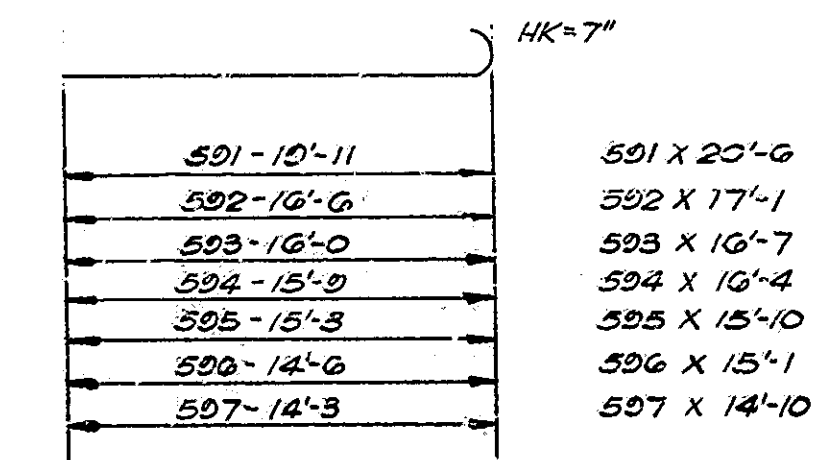 HK=7"
591-19'-11 591 X 20'-6
592-16'-6 592 X 17'-1
593-16'-0 593 X 16'-7
594-15'-9 594 X 16'-4
595-15'-3 595 X 15'-10
596-14'-6 596 X 15'-1
597-14'-3 597 X 14'-10